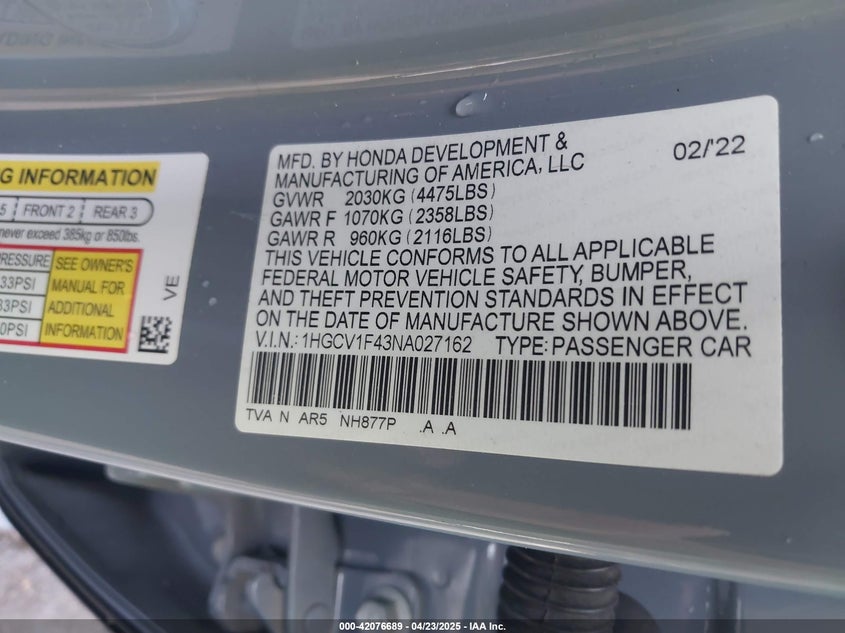 G INFORMATION
5 FRONT 2 REAR 3
never exceed 385kg or 850lbs.
PRESSURE
33PSI
33PSI
0PSI
SEE OWNER'S
MANUAL FOR
ADDITIONAL
INFORMATION
VE
MFD. BY HONDA DEVELOPMENT & 02/'22
MANUFACTURING OF AMERICA, LLC
GVWR 2030KG (4475LBS)
GAWR F 1070KG (2358LBS)
GAWR R 960KG (2116LBS)
THIS VEHICLE CONFORMS TO ALL APPLICABLE
FEDERAL MOTOR VEHICLE SAFETY, BUMPER,
AND THEFT PREVENTION STANDARDS IN EFFECT
ON THE DATE OF MANUFACTURE SHOWN ABOVE.
V.I.N.: 1HGCV1F43NA027162 TYPE: PASSENGER CAR
TVA N AR5 NH877P .A .A
000-42076689 - 04/23/2025 - IAA Inc.